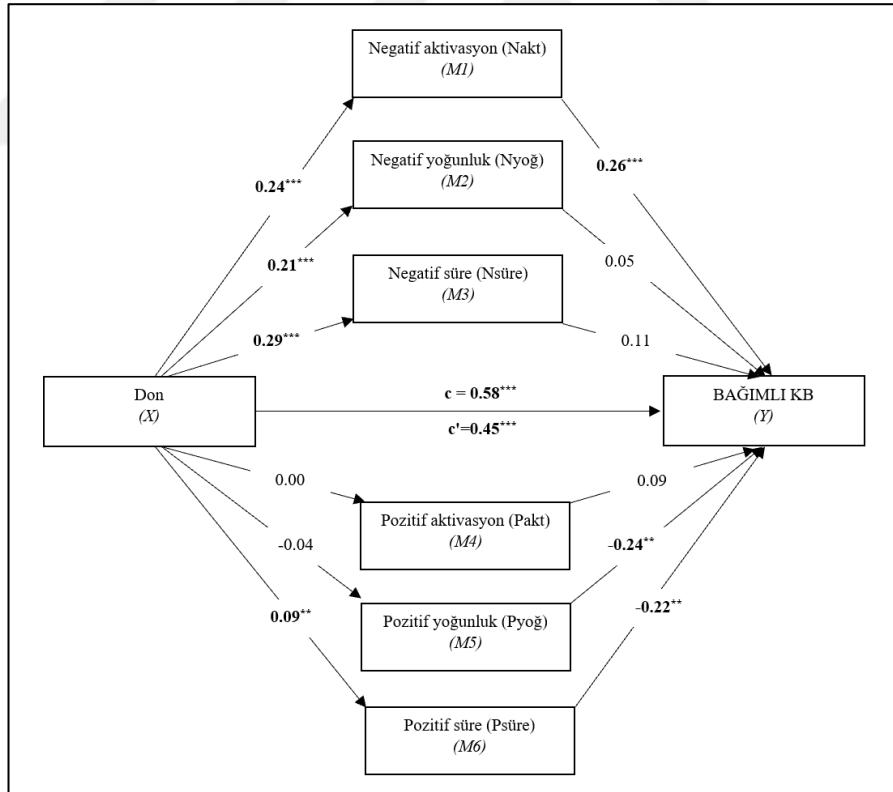 Negatif aktivasyon (Nakt)
(M1)
Negatif yoğunluk (Nyoğ)
(M2)
0.24***
0.26***
0.21***
0.05
Negatif süre (Nsüre)
(M3)
0.29***
0.11
Don
(X)
c = 0.58***
c'=0.45***
BAĞIMLI KB
(Y)
0.00
0.09
Pozitif aktivasyon (Pakt)
(M4)
-0.04
-0.24**
0.09**
-0.22**
Pozitif yoğunluk (Pyoğ)
(M5)
Pozitif süre (Psüre)
(M6)